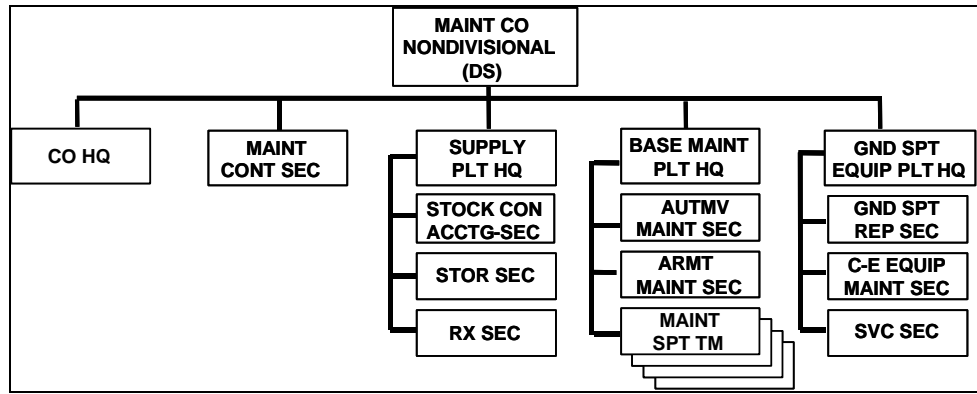 MAINT CO
NONDIVISIONAL
(DS)
CO HQ
MAINT
CONT SEC
SUPPLY
PLT HQ
STOCK CON
ACCTG-SEC
STOR SEC
RX SEC
BASE MAINT
PLT HQ
AUTMV
MAINT SEC
ARMT
MAINT SEC
MAINT
SPT TM
GND SPT
EQUIP PLT HQ
GND SPT
REP SEC
C-E EQUIP
MAINT SEC
SVC SEC